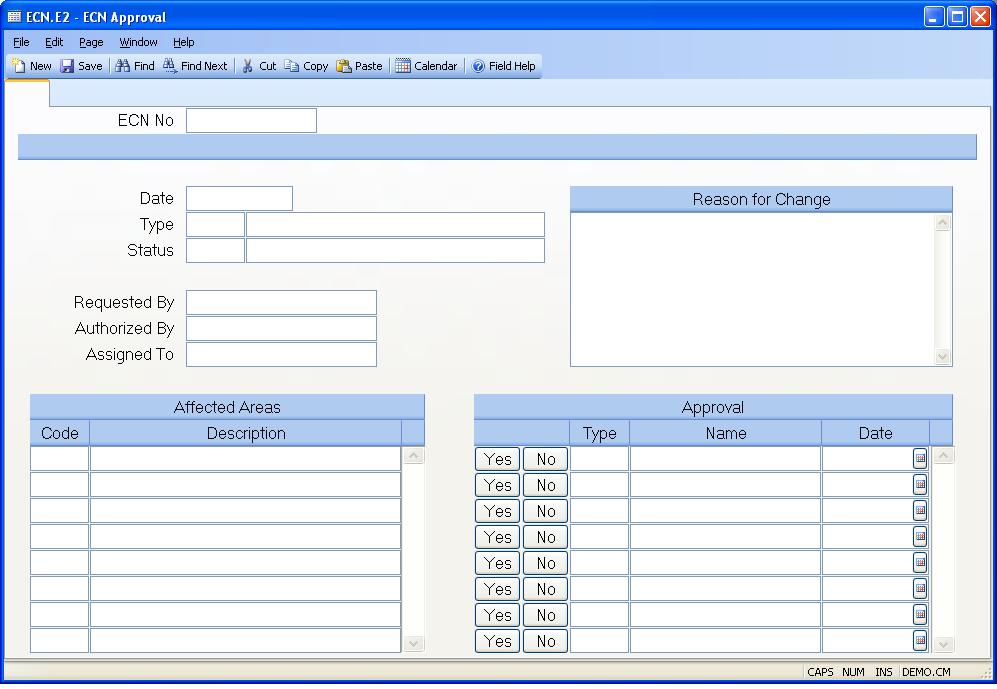 ECN.E2 - ECN Approval
File Edit Page Window Help
New Save Find Find Next Cut Copy Paste Calendar Field Help
ECN No
Date
Type
Status
Reason for Change
Requested By
Authorized By
Assigned To
Affected Areas
Code Description
Approval
Type Name Date
Yes No
Yes No
Yes No
Yes No
Yes No
Yes No
Yes No
Yes No
CAPS NUM INS DEMO.CM